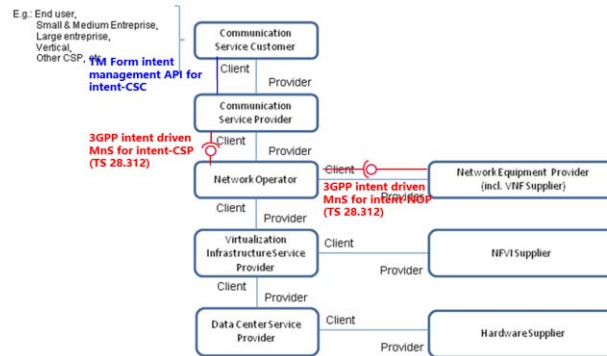 E.g.: End user,
Small & Medium Entreprise,
Large entreprise,
Vertical,
Other CSP, etc
TM Form intent
management API for
intent-CSC
Communication
Service Customer
Client
Provider
Communication
Service Provider
3GPP intent driven
MnS for intent-CSP
(TS 28.312)
Client
Provider
Network Operator
Client
Provider
3GPP intent driven
MnS for intent-NOP
(TS 28.312)
Network Equipment Provider
(incl. VNF Supplier)
Client
Provider
Virtualization
Infrastructure Service
Provider
Client
Provider
NFVI Supplier
Client
Provider
Data Center Service
Provider
Client
Provider
Hardware Supplier